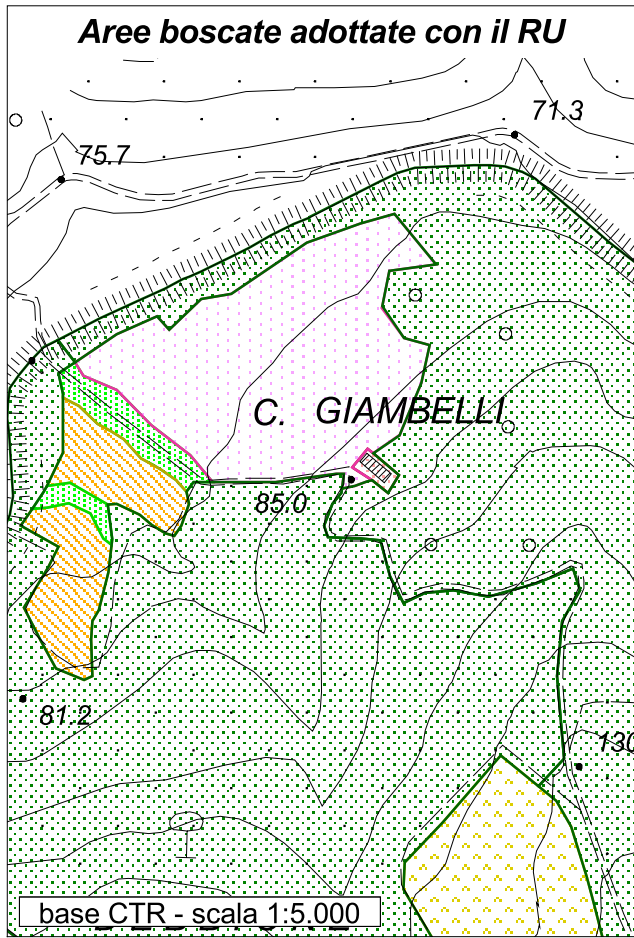 Aree boscate adottate con il RU
71.3
75.7
C. GIAMBELLI
85.0
81.2
130
base CTR - scala 1:5.000